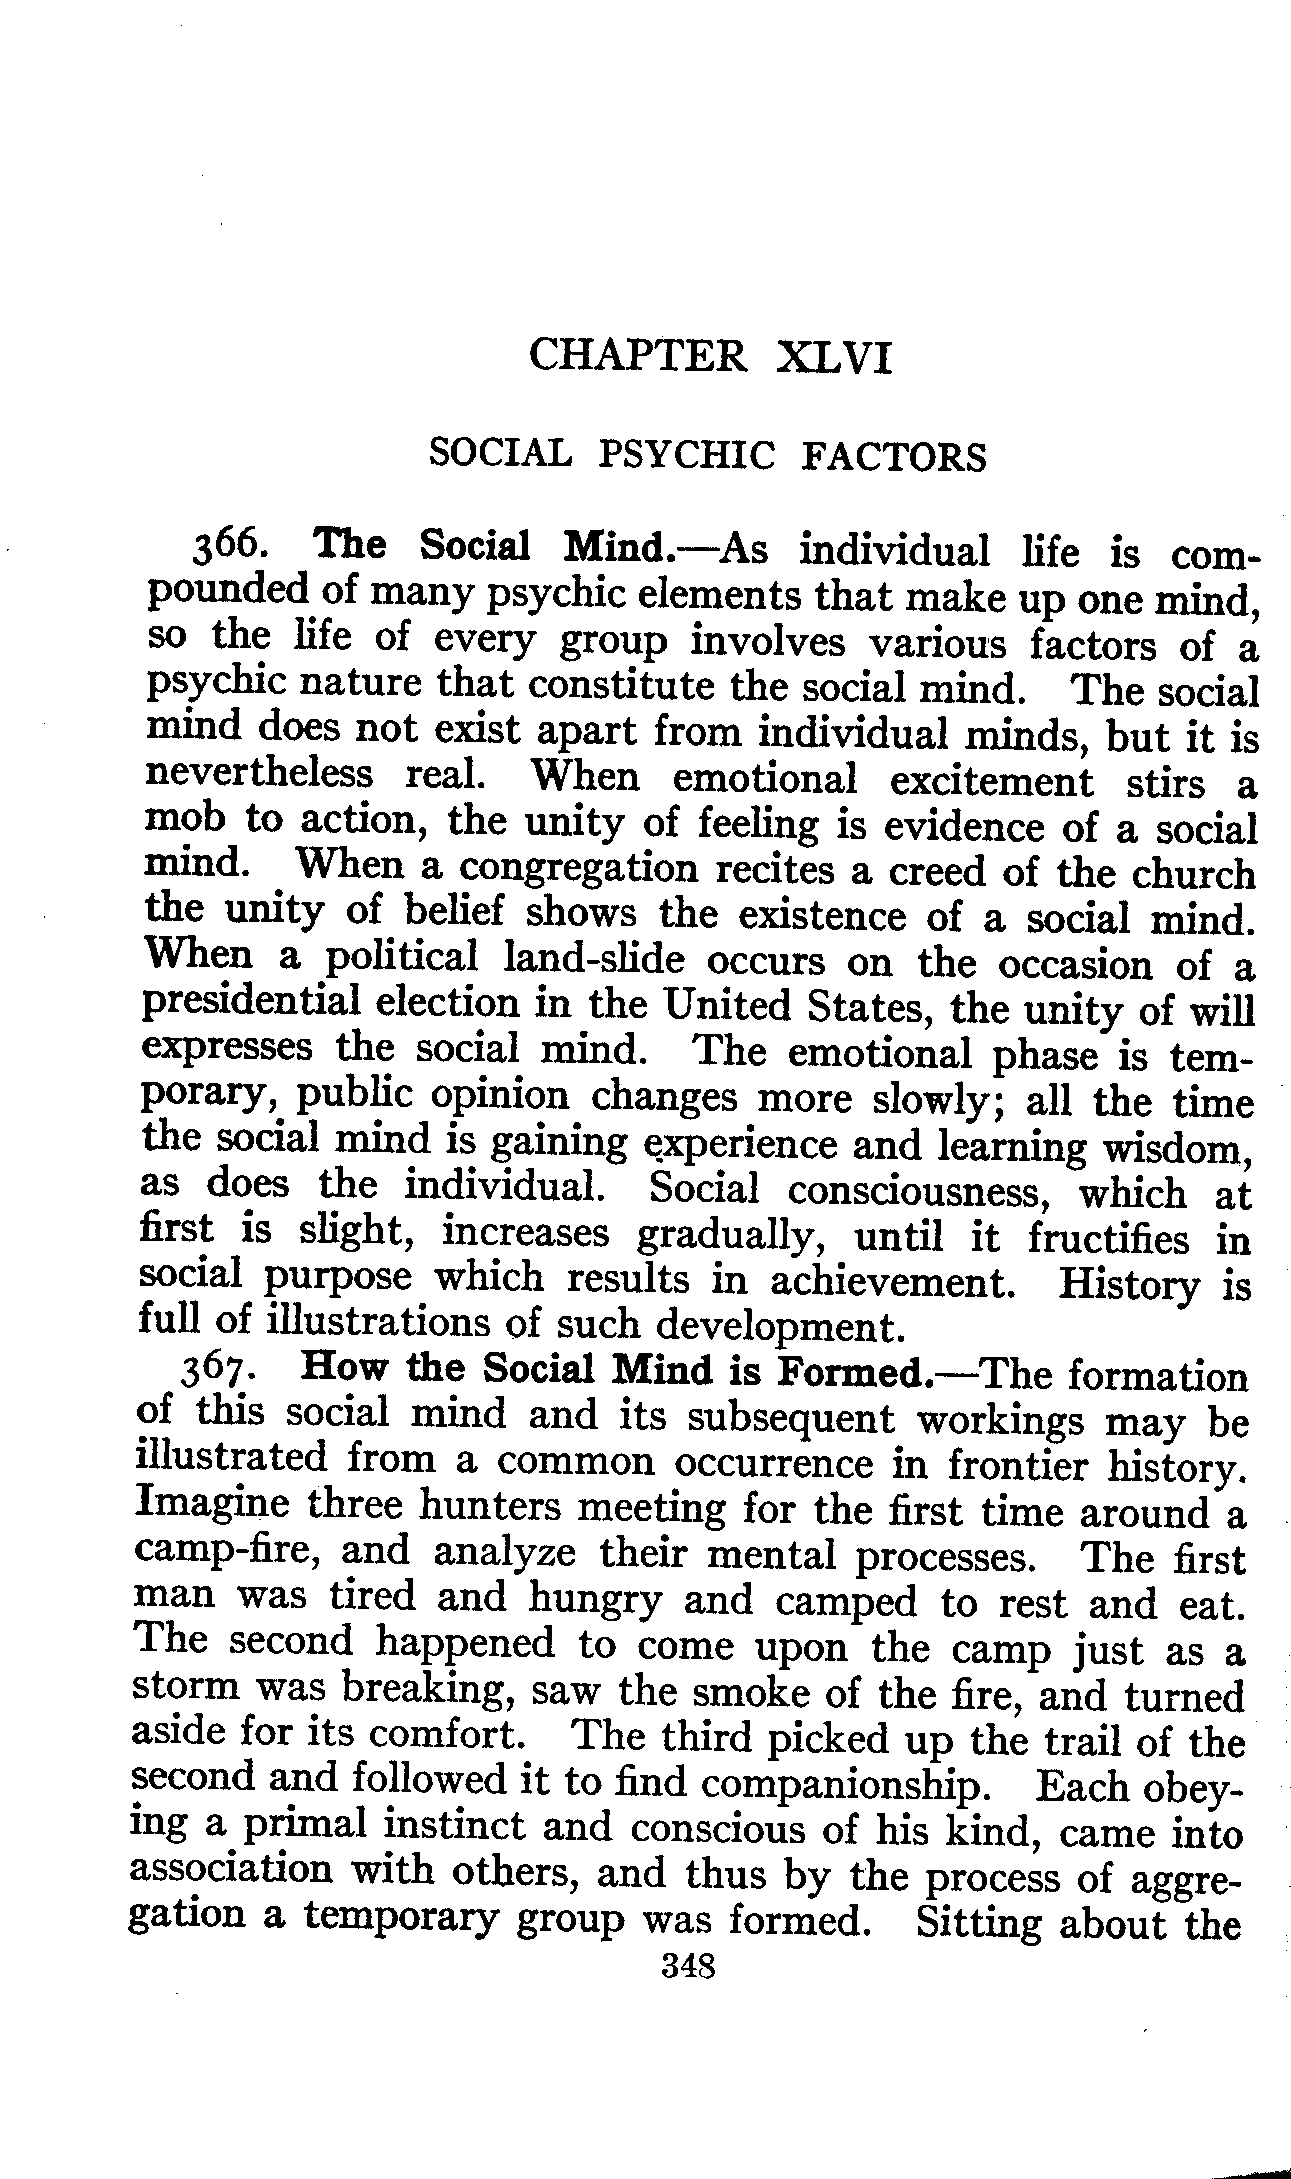 CHAPTER XLVI
SOCIAL PSYCHIC FACTORS
366. The Social Mind.—As individual life is com-
pounded of many psychic elements that make up one mind,
so the life of every group involves various factors of a
psychic nature that constitute the social mind. The social
mind does not exist apart from individual minds, but it is
nevertheless real. When emotional excitement stirs a
mob to action, the unity of feeling is evidence of a social
mind. When a congregation recites a creed of the church
the unity of belief shows the existence of a social mind.
When a political land-slide occurs on the occasion of a
presidential election in the United States, the unity of will
expresses the social mind. The emotional phase is tem-
porary, public opinion changes more slowly; all the time
the social mind is gaining experience and learning wisdom,
as does the individual. Social consciousness, which at
first is slight, increases gradually, until it fructifies in
social purpose which results in achievement. History is
full of illustrations of such development.
367. How the Social Mind is Formed.—The formation
of this social mind and its subsequent workings may be
illustrated from a common occurrence in frontier history.
Imagine three hunters meeting for the first time around a
camp-fire, and analyze their mental processes. The first
man was tired and hungry and camped to rest and eat.
The second happened to come upon the camp just as a
storm was breaking, saw the smoke of the fire, and turned
aside for its comfort. The third picked up the trail of the
second and followed it to find companionship. Each obey-
ing a primal instinct and conscious of his kind, came into
association with others, and thus by the process of aggre-
gation a temporary group was formed. Sitting about the
348